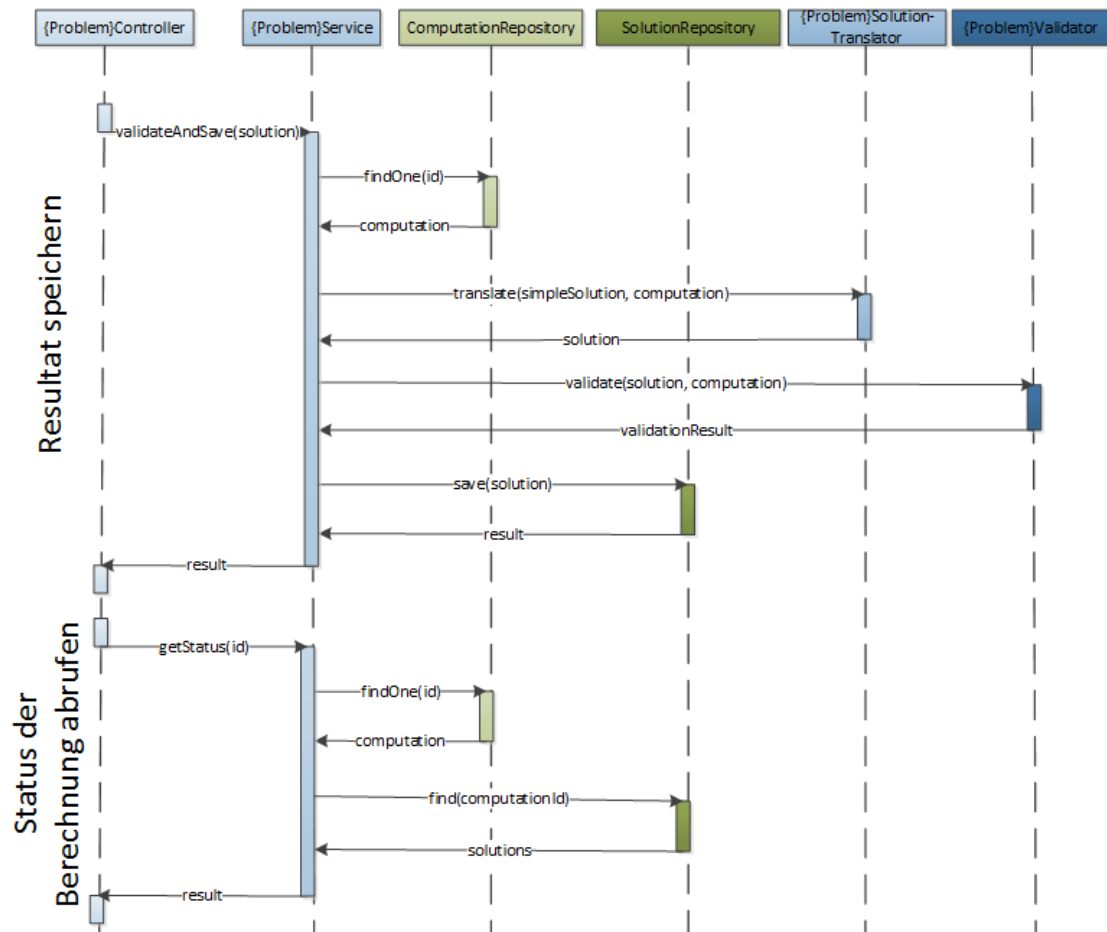 {Problem}Controller
{Problem}Service
ComputationRepository
SolutionRepository
{Problem}Solution-
Translator
{Problem}Validator
Resultat speichern
validateAndSave(solution)
findOne(id)
computation
translate(simpleSolution, computation)
solution
validate(solution, computation)
validationResult
save(solution)
result
result
Status der
Berechnung abrufen
getStatus(id)
findOne(id)
computation
find(computationId)
solutions
result